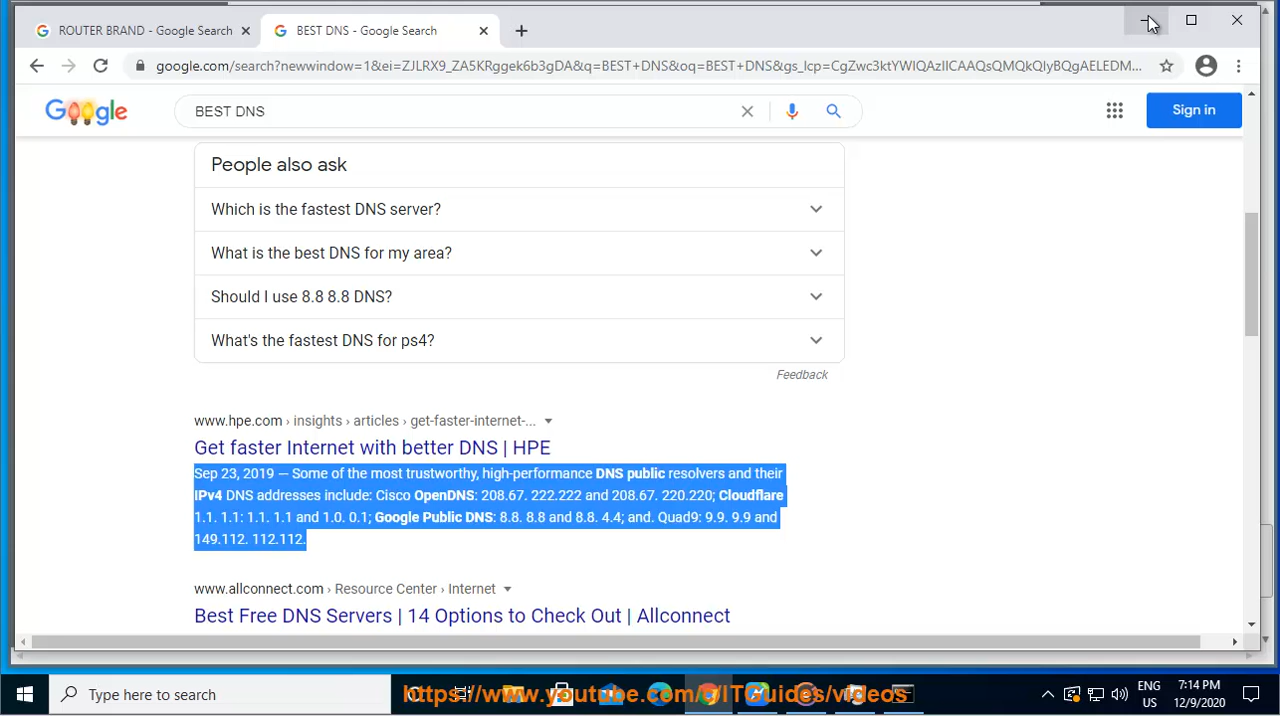 ROUTER BRAND - Google Search
BEST DNS - Google Search
google.com/search?newwindow=1&ei=ZJLRX9_ZA5KRggek6b3gDA&q=BEST+DNS&oq=BEST+DNS&gs_lcp=CgZwc3ktYWIQAzIICAAQsQMQkQIyBQgAELEDM...
Google
BEST DNS
Sign in
People also ask
Which is the fastest DNS server?
What is the best DNS for my area?
Should I use 8.8 8.8 DNS?
What's the fastest DNS for ps4?
Feedback
www.hpe.com › insights › articles › get-faster-internet-...
Get faster Internet with better DNS | HPE
Sep 23, 2019 — Some of the most trustworthy, high-performance DNS public resolvers and their
IPv4 DNS addresses include: Cisco OpenDNS: 208.67. 222.222 and 208.67. 220.220; Cloudflare
1.1. 1.1: 1.1. 1.1 and 1.0. 0.1; Google Public DNS: 8.8. 8.8 and 8.8. 4.4; and. Quad9: 9.9. 9.9 and
149.112. 112.112.
www.allconnect.com › Resource Center › Internet
Best Free DNS Servers | 14 Options to Check Out | Allconnect
Type here to search
ENG
US
7:14 PM
12/9/2020